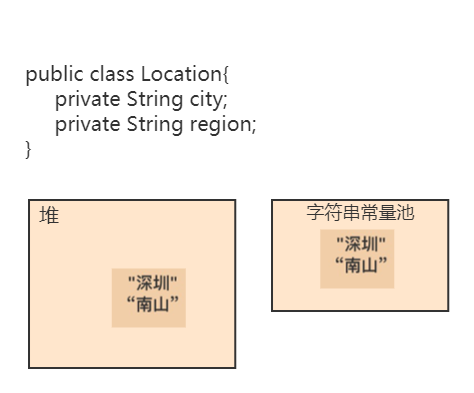 public class Location{
private String city;
private String region;
}
堆
"深圳"
“南山”
字符串常量池
"深圳"
“南山”